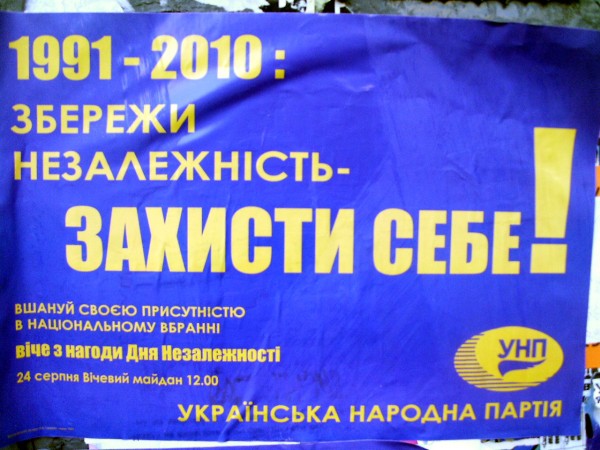 1991 - 2010 :
ЗБЕРЕЖИ
НЕЗАЛЕЖНІСТЬ-
ЗАХИСТИ СЕБЕ!
ВШАНУЙ СВОЄЮ ПРИСУТНІСТЮ
В НАЦІОНАЛЬНОМУ ВБРАННІ
віче з нагоди Дня Незалежності
24 серпня Вічевий майдан 12.00
УНП
УКРАЇНСЬКА НАРОДНА ПАРТІЯ